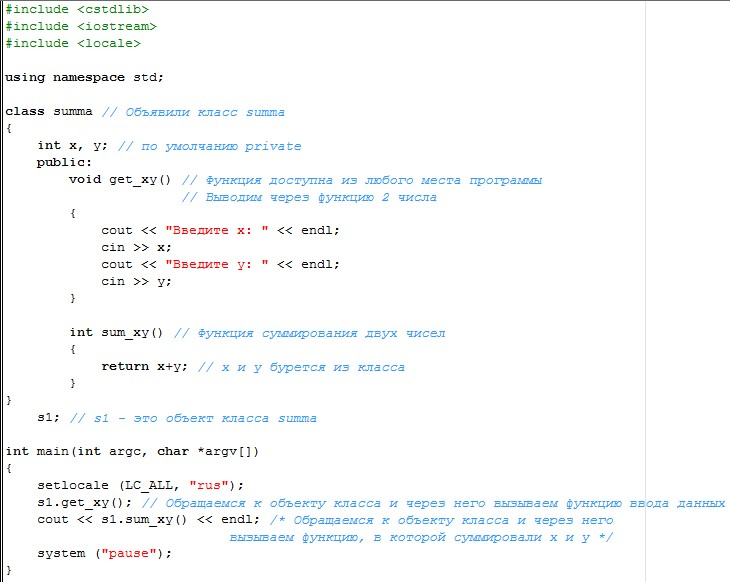 #include <cstdlib>
#include <iostream>
#include <locale>
using namespace std;
class summa // Объявили класс summa
{
int x, y; // по умолчанию private
public:
void get_xy() // Функция доступна из любого места программы
// Выводим через функцию 2 числа
{
cout << "Введите x: " << endl;
cin >> x;
cout << "Введите y: " << endl;
cin >> y;
}
int sum_xy() // Функция суммирования двух чисел
{
return x+y; // x и y бурется из класса
}
}
s1; // s1 - это объект класса summa
int main(int argc, char *argv[])
{
setlocale (LC_ALL, "rus");
s1.get_xy(); // Обращаемся к объекту класса и через него вызываем функцию ввода данных
cout << s1.sum_xy() << endl; /* Обращаемся к объекту класса и через него
вызываем функцию, в которой суммировали x и y */
system ("pause");
}